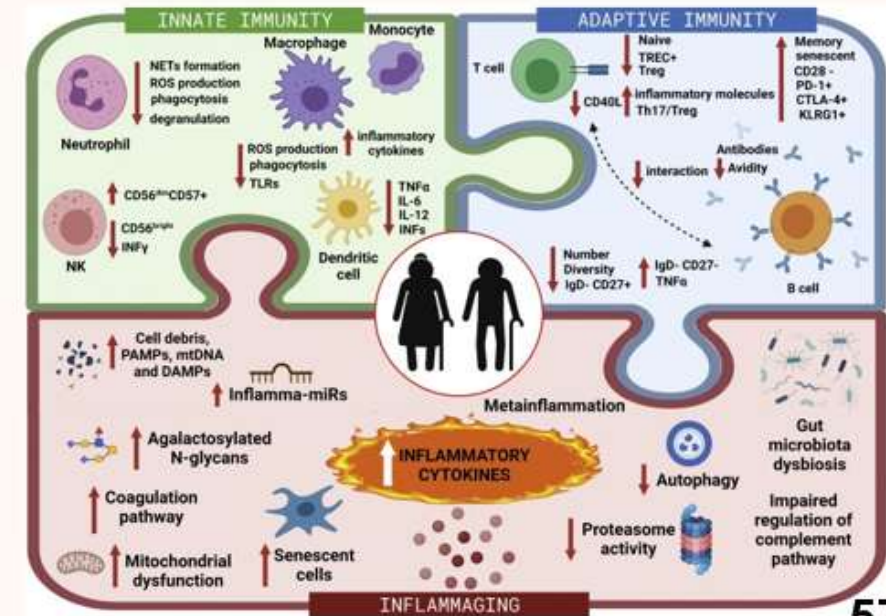 INNATE IMMUNITY
ADAPTIVE IMMUNITY
NETs formation
ROS production
phagocytosis
degranulation
Neutrophil
Macrophage
Monocyte
ROS production
phagocytosis
TLRs
inflammatory
cytokines
CD56dimCD57+
CD56bright
INFγ
NK
TNFα
IL-6
IL-12
INFs
Dendritic
cell
T cell
Naive
TREC+
Treg
CD40L
inflammatory molecules
Th17/Treg
Memory
senescent
CD28 -
PD-1+
CTLA-4+
KLRG1+
interaction
Antibodies
Avidity
Number
Diversity
IgD- CD27+
IgD- CD27-
TNFα
B cell
Cell debris,
PAMPs, mtDNA
and DAMPs
Inflamma-miRs
Agalactosylated
N-glycans
Coagulation
pathway
Mitochondrial
dysfunction
Senescent
cells
Metainflammation
INFLAMMATORY
CYTOKINES
Autophagy
Proteasome
activity
Gut
microbiota
dysbiosis
Impaired
regulation of
complement
pathway
INFLAMMAGING